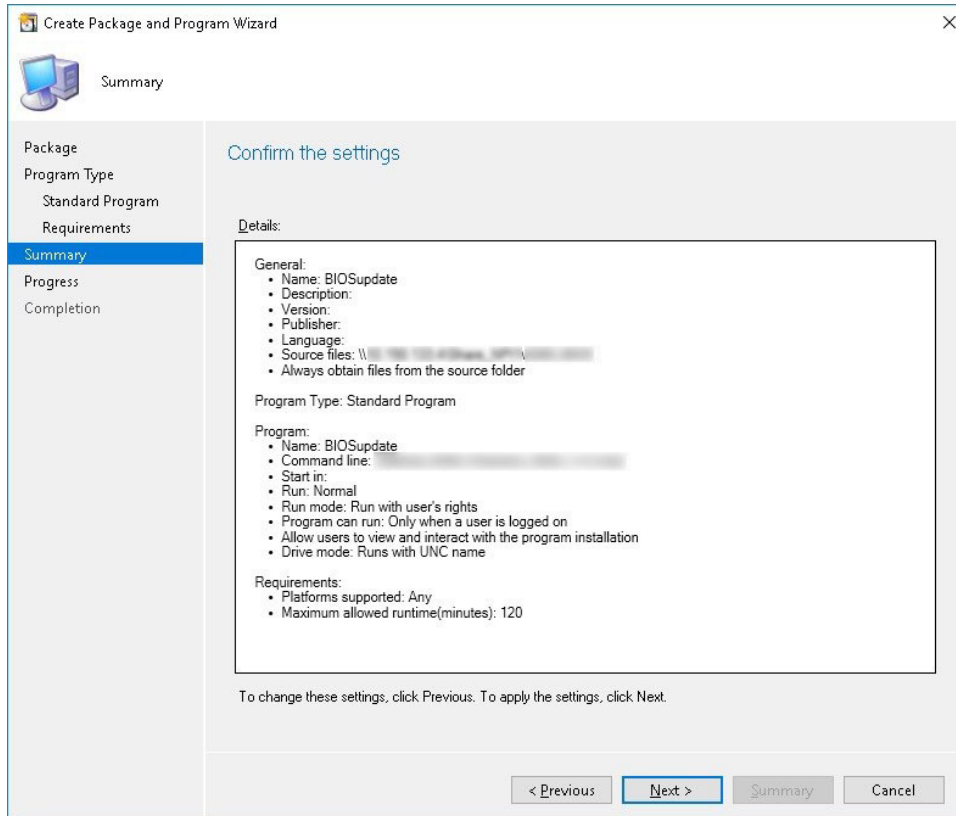 Create Package and Program Wizard
Summary
Package
Program Type
Standard Program
Requirements
Summary
Progress
Completion
Confirm the settings
Details:
General:
• Name: BIOSupdate
• Description:
• Version:
• Publisher:
• Language:
• Source files: \\
• Always obtain files from the source folder
Program Type: Standard Program
Program:
• Name: BIOSupdate
• Command line:
• Start in:
• Run: Normal
• Run mode: Run with user's rights
• Program can run: Only when a user is logged on
• Allow users to view and interact with the program installation
• Drive mode: Runs with UNC name
Requirements:
• Platforms supported: Any
• Maximum allowed runtime(minutes): 120
To change these settings, click Previous. To apply the settings, click Next.
< Previous
Next >
Summary
Cancel